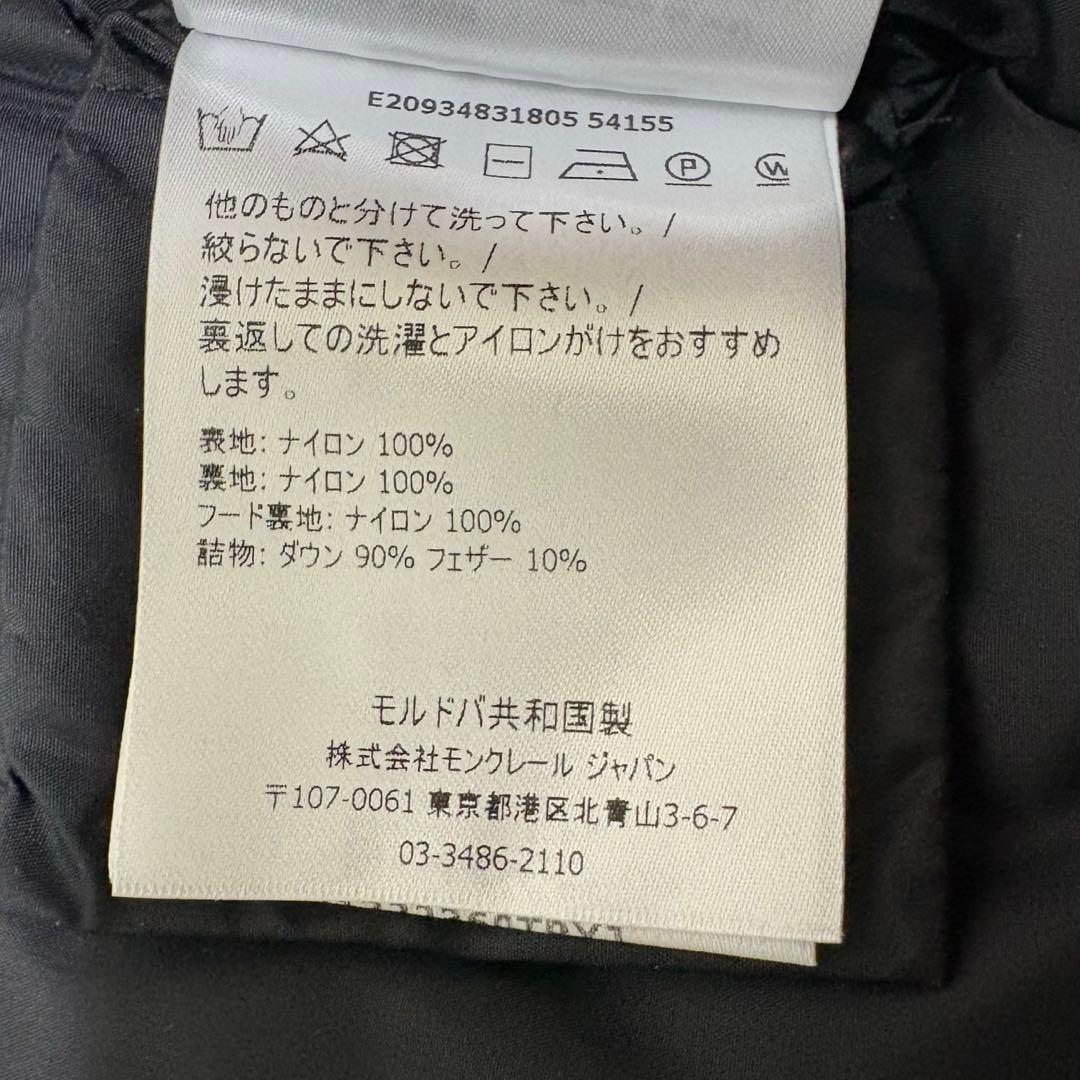 E20934831805 54155
P
W
他のものと分けて洗って下さい。/
絞らないで下さい。/
浸けたままにしないで下さい。/
裏返しての洗濯とアイロンがけをおすすめ
します。
表地: ナイロン 100%
裏地: ナイロン 100%
フード裏地: ナイロン 100%
詰物: ダウン 90% フェザー 10%
モルドバ共和国製
株式会社モンクレール ジャパン
〒107-0061 東京都港区北青山3-6-7
03-3486-2110